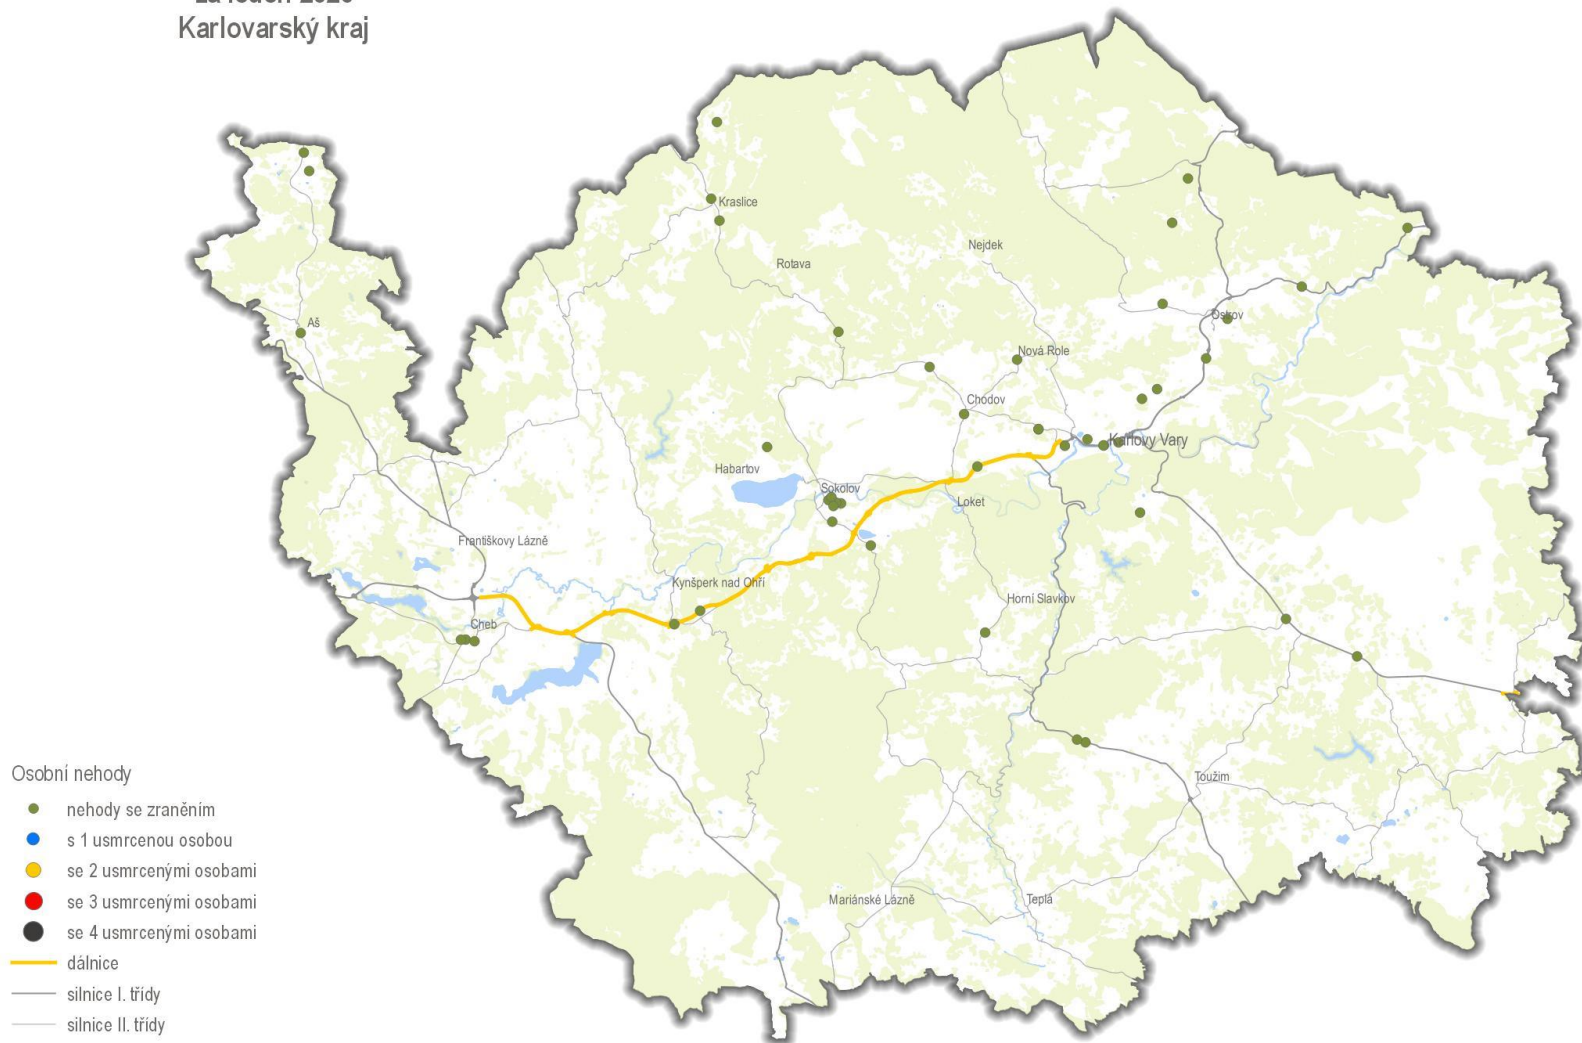 Karlovarský kraj
Kraslice
Nejdek
Rotava
Aš
Ostrov
Nová Role
Chodov
Karlovy Vary
Habartov
Sokolov
Loket
Františkovy Lázně
Kynšperk nad Ohří
Horní Slavkov
Cheb
Toužim
Mariánské Lázně
Teplá
Osobní nehody
nehody se zraněním
s 1 usmrcenou osobou
se 2 usmrcenými osobami
se 3 usmrcenými osobami
se 4 usmrcenými osobami
dálnice
silnice I. třídy
silnice II. třídy